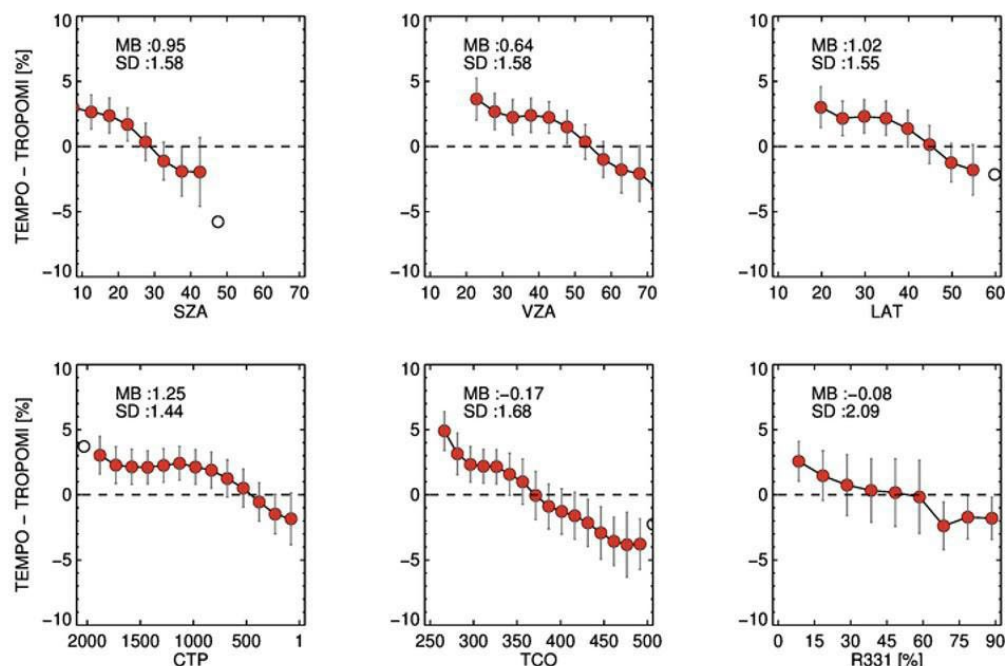 TEMPO - TROPOMI [%]
10
5
0
-5
-10
MB :0.95
SD :1.58
10 20 30 40 50 60 70
SZA
10
5
0
-5
-10
MB :0.64
SD :1.58
10 20 30 40 50 60 70
VZA
10
5
0
-5
-10
MB :1.02
SD :1.55
10 20 30 40 50 60
LAT
TEMPO - TROPOMI [%]
10
5
0
-5
-10
MB :1.25
SD :1.44
2000 1500 1000 500 1
CTP
10
5
0
-5
-10
MB :-0.17
SD :1.68
250 300 350 400 450 500
TCO
10
5
0
-5
-10
MB :-0.08
SD :2.09
0 15 30 45 60 75 90
R331 [%]